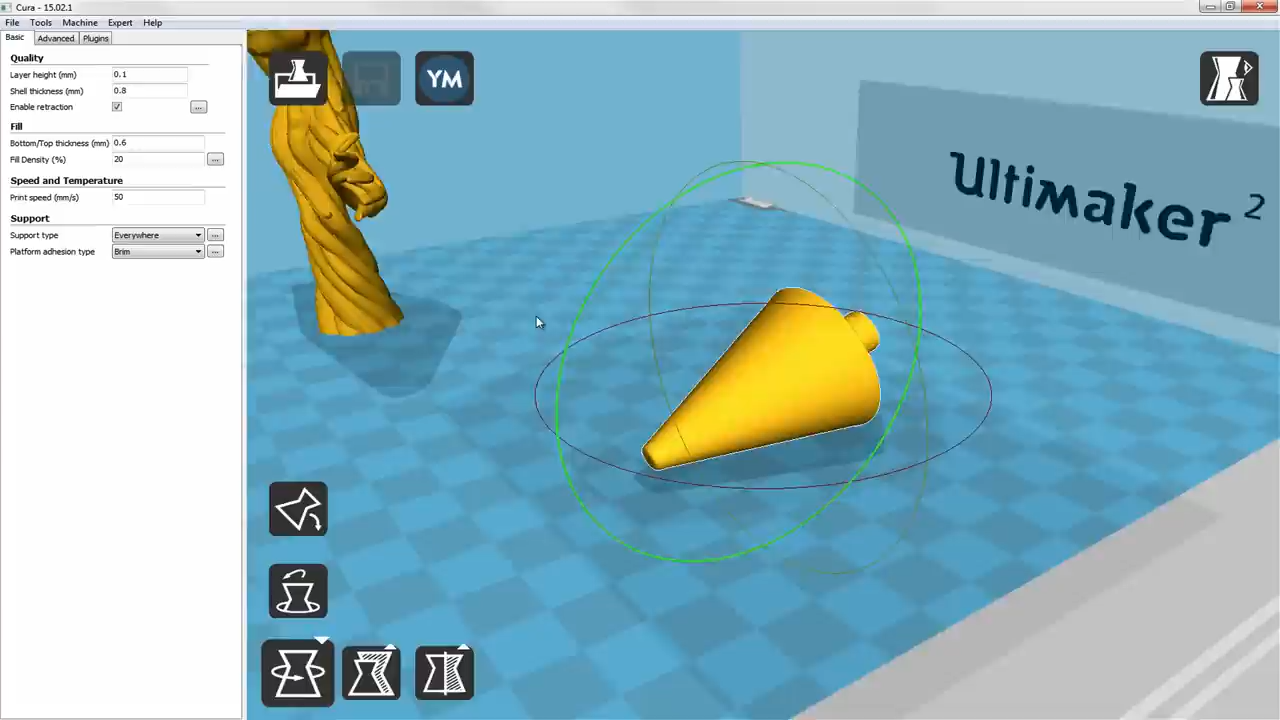 Cura - 15.02.1
File Tools Machine Expert Help
Basic Advanced Plugins
Quality
Layer height (mm) 0.1
Shell thickness (mm) 0.8
Enable retraction ...
Fill
Bottom/Top thickness (mm) 0.6
Fill Density (%) 20 ...
Speed and Temperature
Print speed (mm/s) 50
Support
Support type Everywhere ...
Platform adhesion type Brim ...
YM
Ultimaker 2